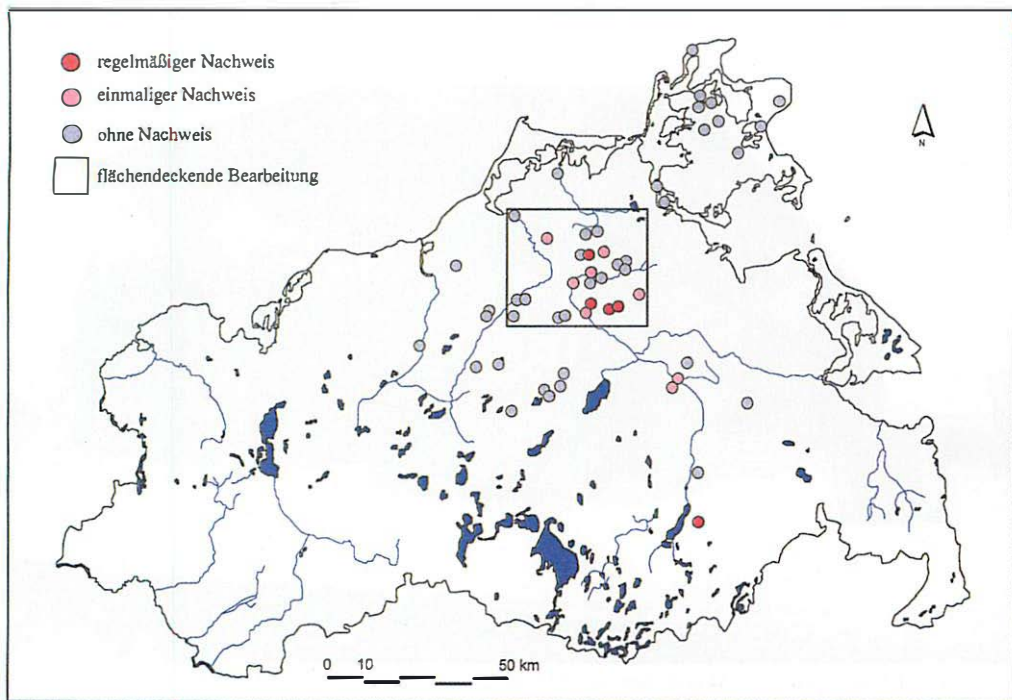 regelmäßiger Nachweis
einmaliger Nachweis
ohne Nachweis
flächendeckende Bearbeitung
N
0 10 50 km